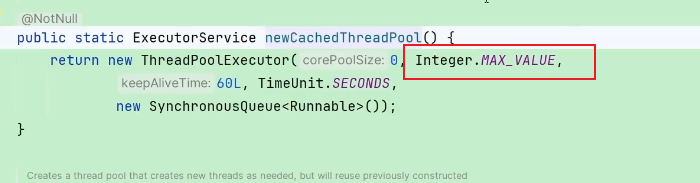 @NotNull
public static ExecutorService newCachedThreadPool() {
return new ThreadPoolExecutor( corePoolSize: 0, Integer.MAX_VALUE,
keepAliveTime: 60L, TimeUnit.SECONDS,
new SynchronousQueue<Runnable>());
}
Creates a thread pool that creates new threads as needed, but will reuse previously constructed